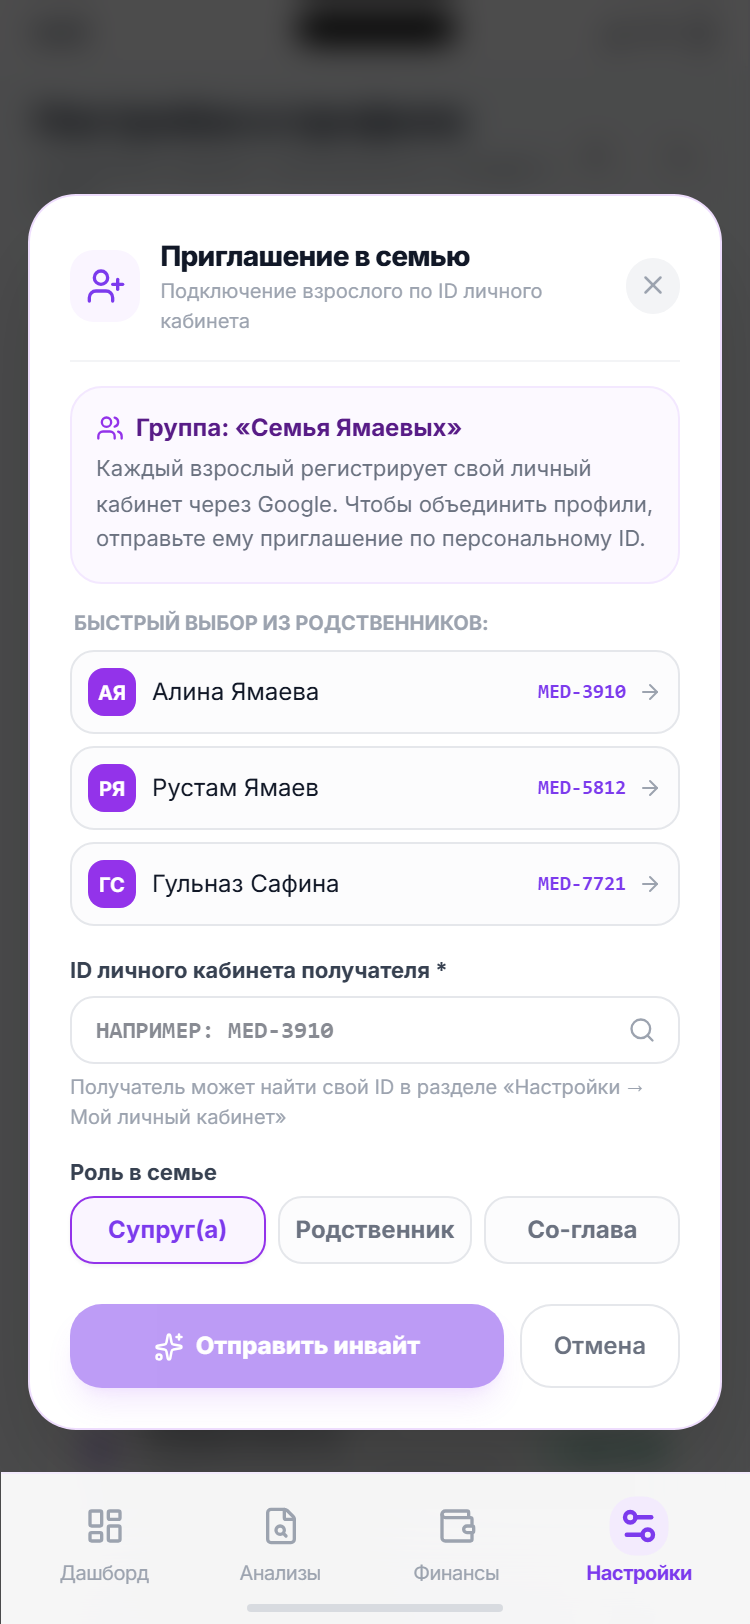 Приглашение в семью
Подключение взрослого по ID личного
кабинета
Группа: «Семья Ямаевых»
Каждый взрослый регистрирует свой личный
кабинет через Google. Чтобы объединить профили,
отправьте ему приглашение по персональному ID.
БЫСТРЫЙ ВЫБОР ИЗ РОДСТВЕННИКОВ:
АЯ Алина Ямаева MED-3910
РЯ Рустам Ямаев MED-5812
ГС Гульназ Сафина MED-7721
ID личного кабинета получателя *
НАПРИМЕР: MED-3910
Получатель может найти свой ID в разделе «Настройки →
Мой личный кабинет»
Роль в семье
Супруг(а) Родственник Со-глава
Отправить инвайт Отмена
Дашборд Анализы Финансы Настройки